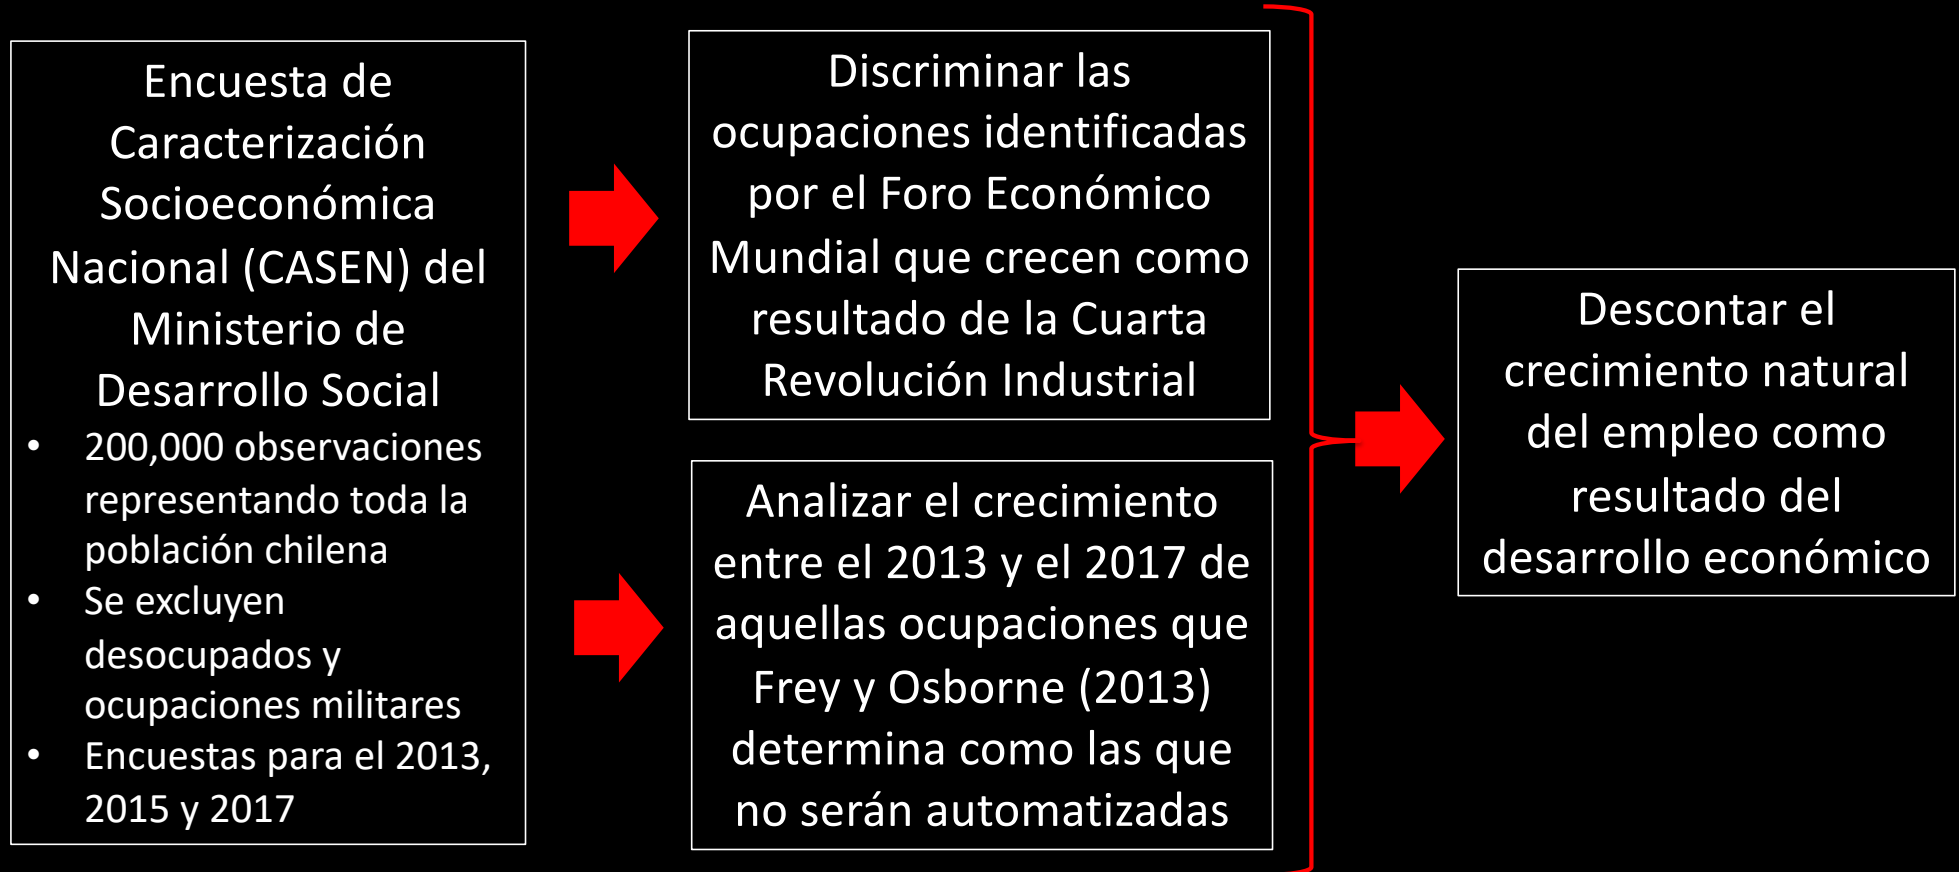 Encuesta de
Caracterización
Socioeconómica
Nacional (CASEN) del
Ministerio de
Desarrollo Social
• 200,000 observaciones
representando toda la
población chilena
• Se excluyen
desocupados y
ocupaciones militares
• Encuestas para el 2013,
2015 y 2017
Discriminar las
ocupaciones identificadas
por el Foro Económico
Mundial que crecen como
resultado de la Cuarta
Revolución Industrial
Analizar el crecimiento
entre el 2013 y el 2017 de
aquellas ocupaciones que
Frey y Osborne (2013)
determina como las que
no serán automatizadas
Descontar el
crecimiento natural
del empleo como
resultado del
desarrollo económico